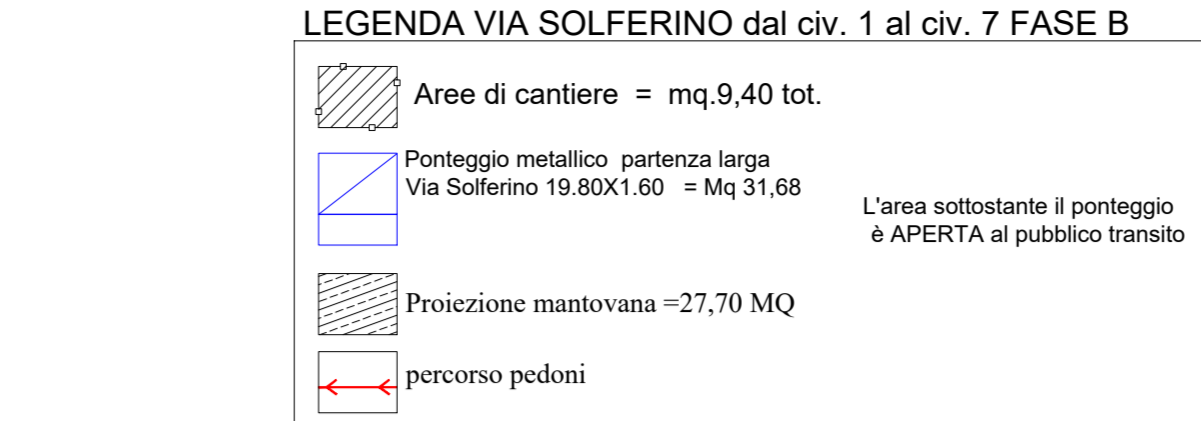 LEGENDA VIA SOLFERINO dal civ. 1 al civ. 7 FASE B
Aree di cantiere = mq.9,40 tot.
Ponteggio metallico partenza larga
Via Solferino 19.80X1.60 = Mq 31,68
L'area sottostante il ponteggio
è APERTA al pubblico transito
Proiezione mantovana =27,70 MQ
percorso pedoni